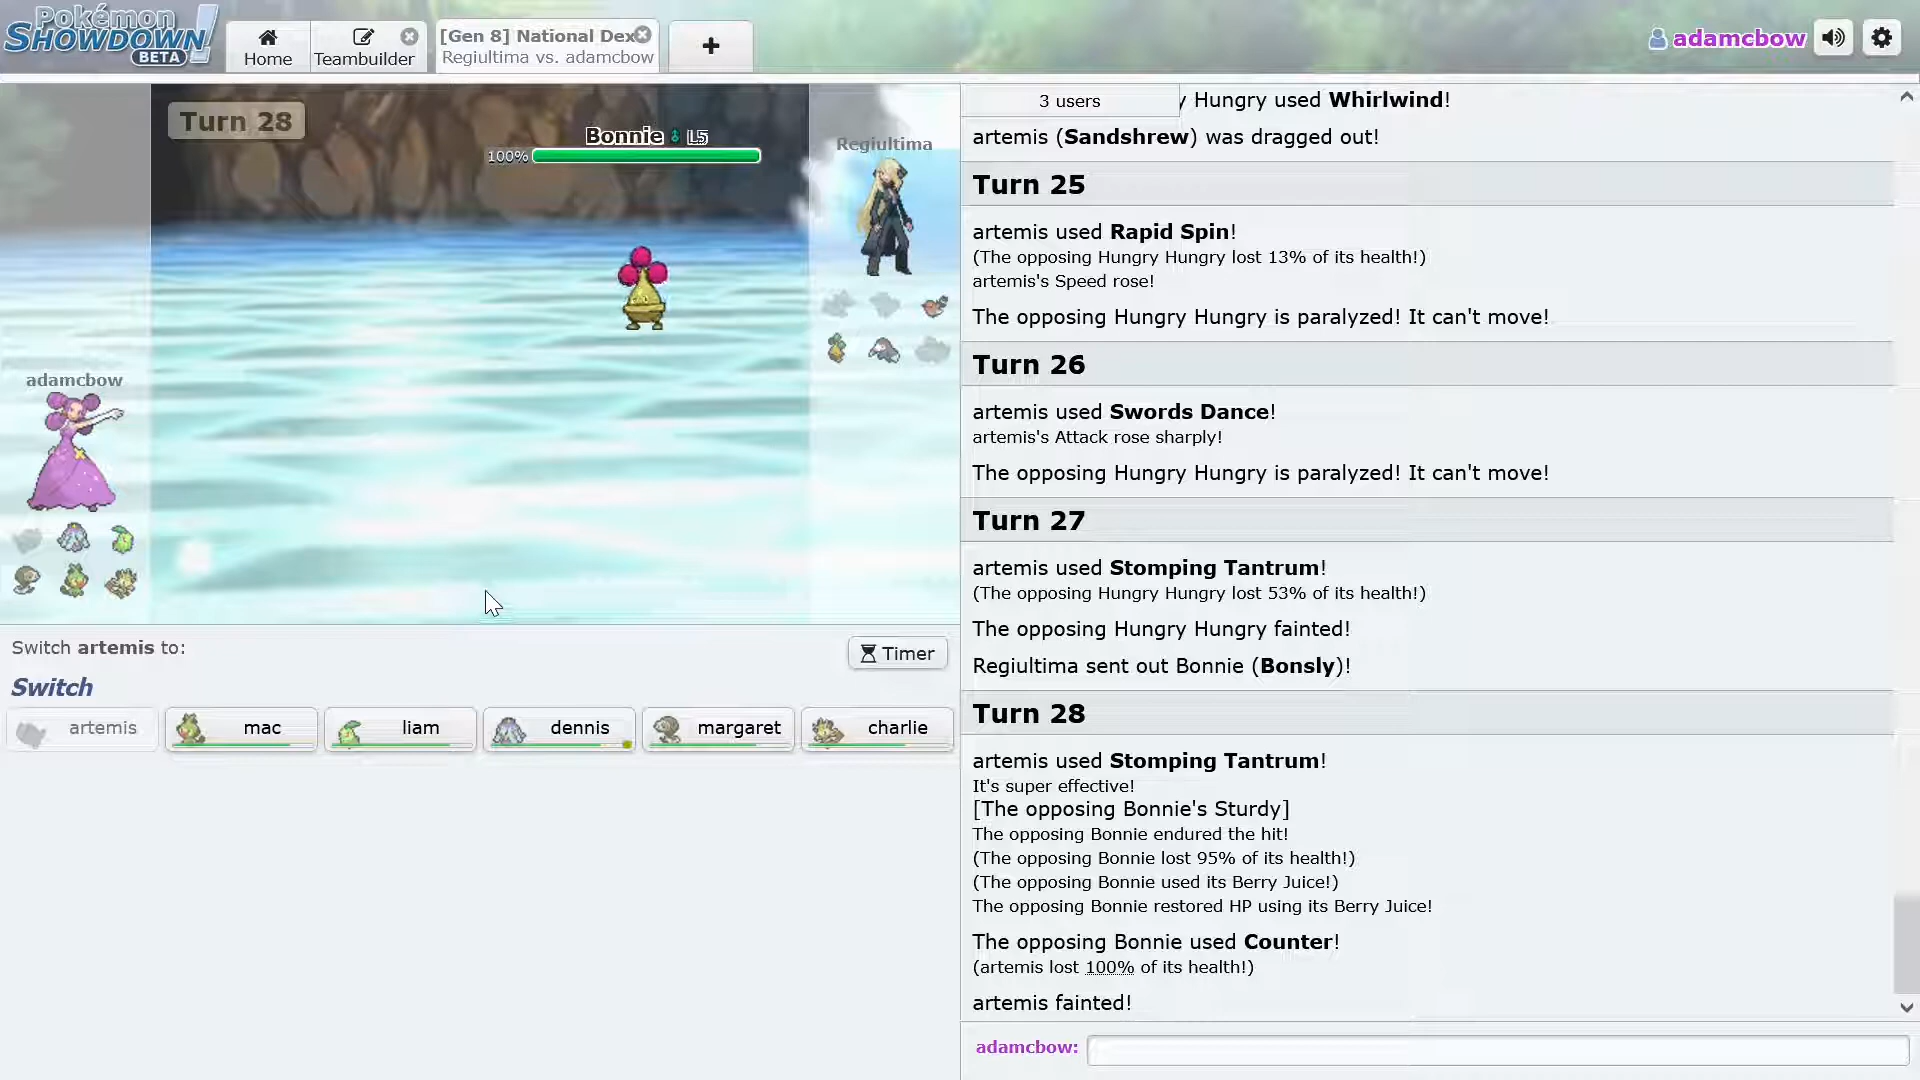 Pokémon
SHOWDOWN!
BETA
Home
Teambuilder
[Gen 8] National Dex
Regiultima vs. adamcbow
adamcbow
Turn 28
Bonnie L5
100%
Regiultima
adamcbow
Switch artemis to:
Timer
Switch
artemis
mac
liam
dennis
margaret
charlie
3 users
y Hungry used Whirlwind!
artemis (Sandshrew) was dragged out!
Turn 25
artemis used Rapid Spin!
(The opposing Hungry Hungry lost 13% of its health!)
artemis's Speed rose!
The opposing Hungry Hungry is paralyzed! It can't move!
Turn 26
artemis used Swords Dance!
artemis's Attack rose sharply!
The opposing Hungry Hungry is paralyzed! It can't move!
Turn 27
artemis used Stomping Tantrum!
(The opposing Hungry Hungry lost 53% of its health!)
The opposing Hungry Hungry fainted!
Regiultima sent out Bonnie (Bonsly)!
Turn 28
artemis used Stomping Tantrum!
It's super effective!
[The opposing Bonnie's Sturdy]
The opposing Bonnie endured the hit!
(The opposing Bonnie lost 95% of its health!)
(The opposing Bonnie used its Berry Juice!)
The opposing Bonnie restored HP using its Berry Juice!
The opposing Bonnie used Counter!
(artemis lost 100% of its health!)
artemis fainted!
adamcbow: